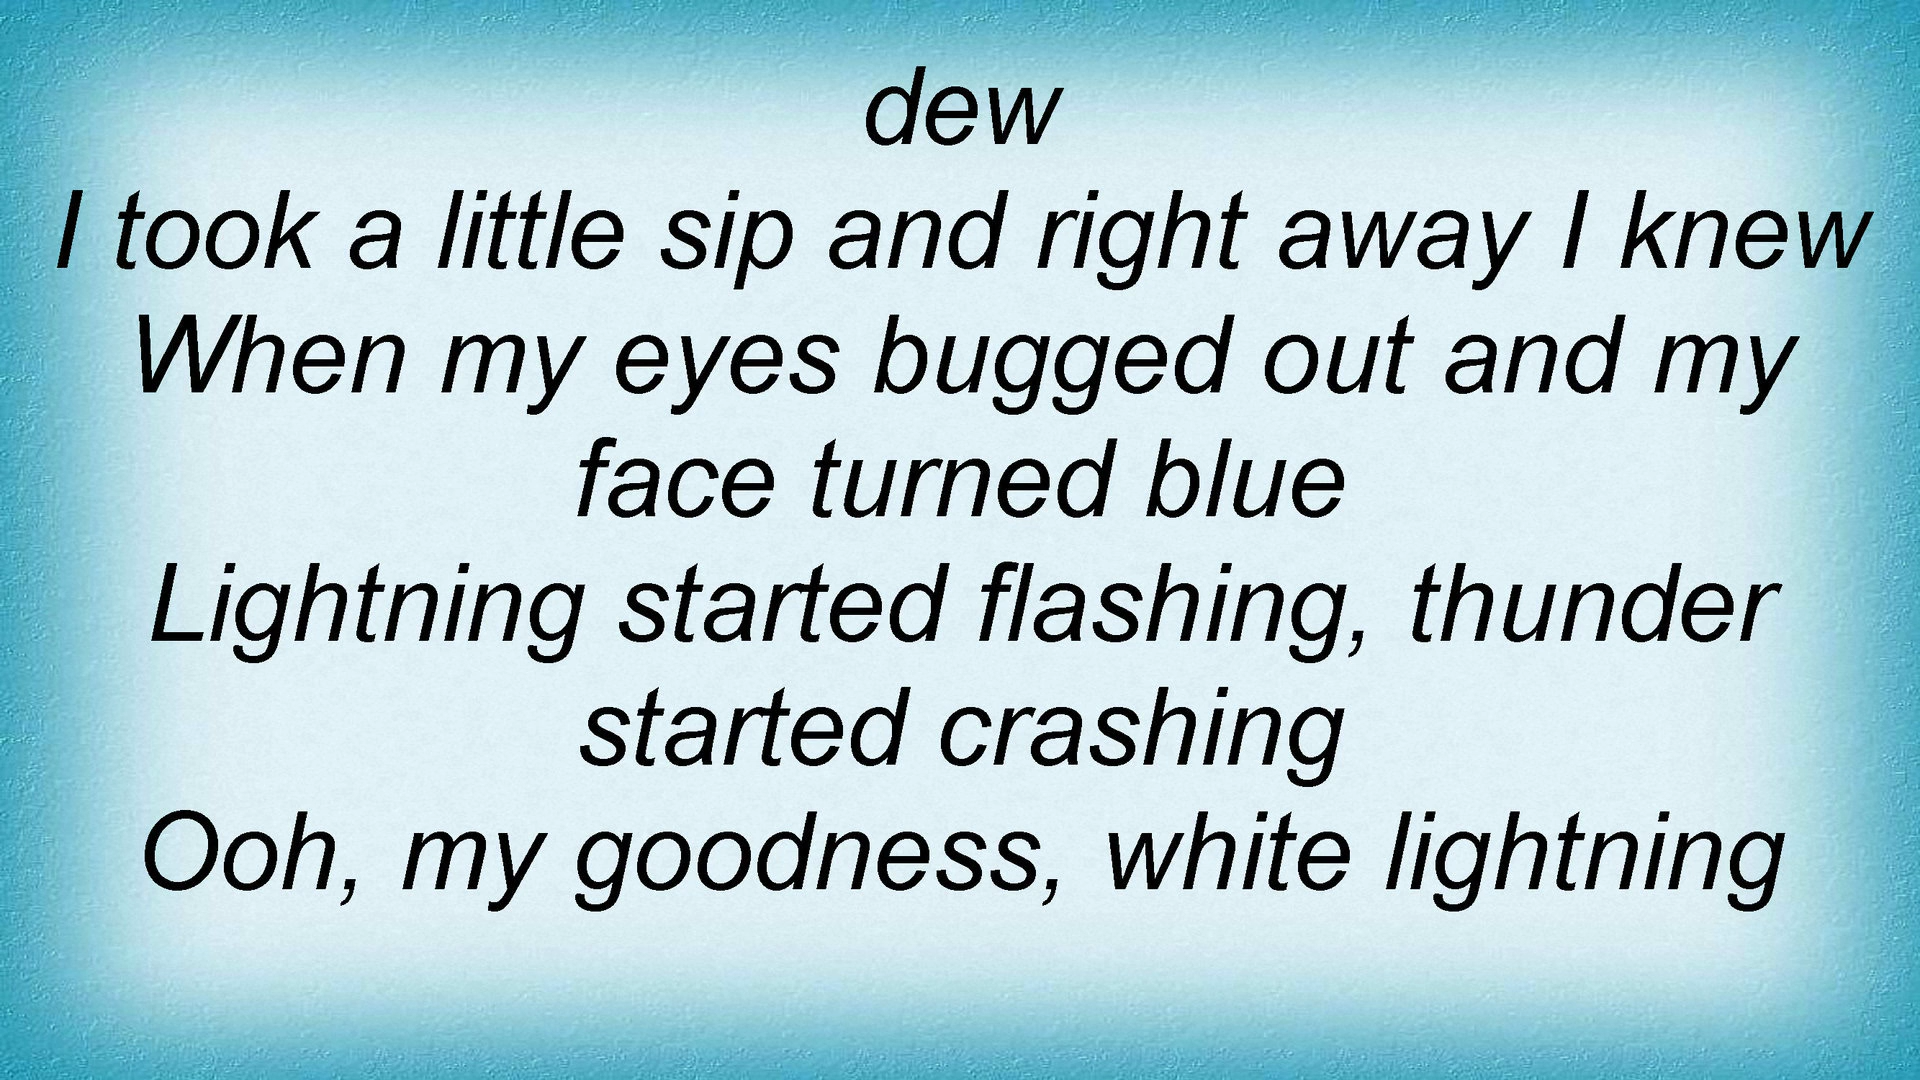 dew
I took a little sip and right away I knew
When my eyes bugged out and my
face turned blue
Lightning started flashing, thunder
started crashing
Ooh, my goodness, white lightning